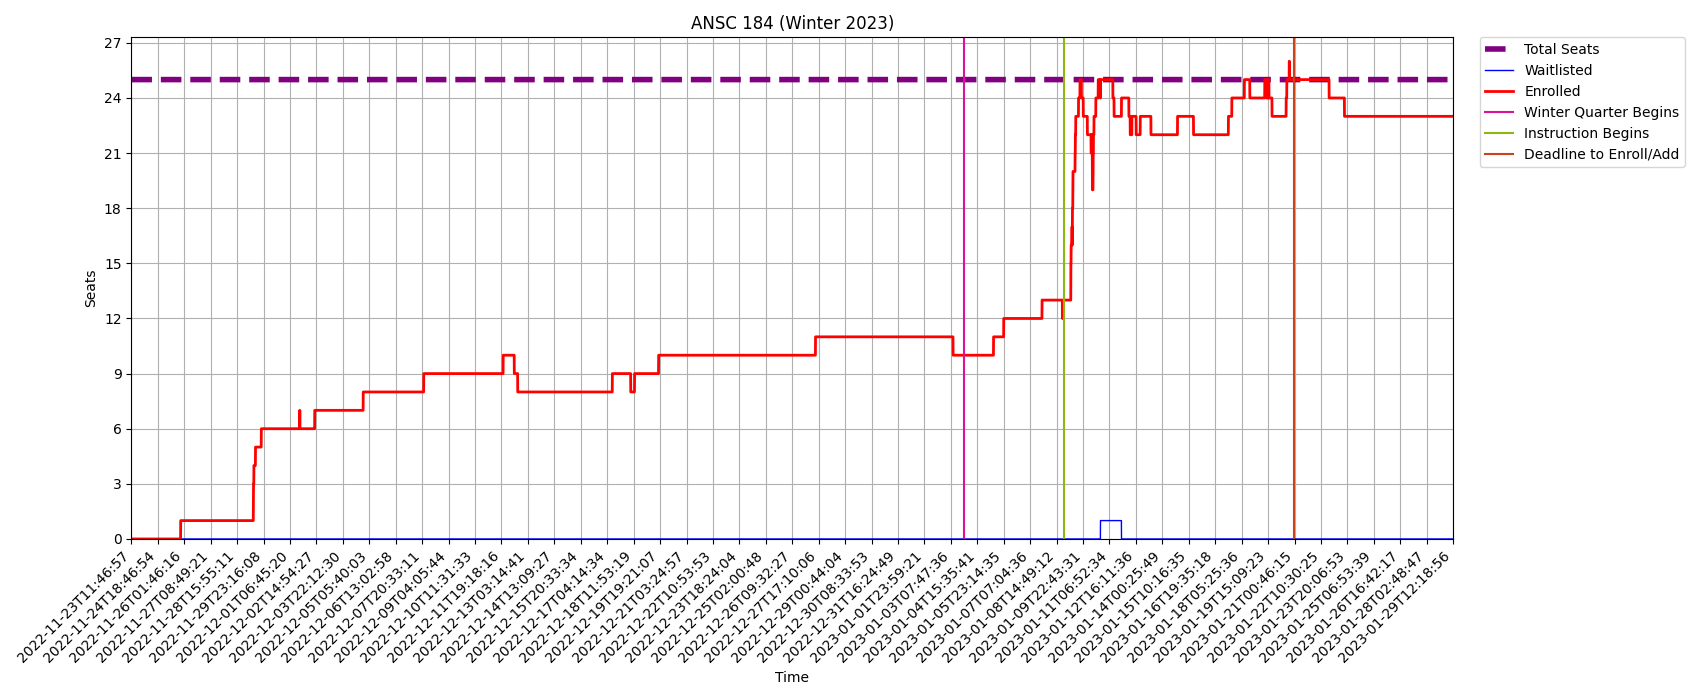 ANSC 184 (Winter 2023)
27
24
21
18
15
12
9
6
3
0
Seats
Total Seats
Waitlisted
Enrolled
Winter Quarter Begins
Instruction Begins
Deadline to Enroll/Add
2022-11-23T11:46:57
2022-11-24T18:46:54
2022-11-26T01:46:16
2022-11-27T08:49:21
2022-11-28T15:55:11
2022-11-29T23:16:08
2022-12-01T06:45:20
2022-12-02T14:54:27
2022-12-03T22:12:30
2022-12-05T05:40:03
2022-12-06T13:02:58
2022-12-07T20:33:11
2022-12-09T04:05:44
2022-12-10T11:31:33
2022-12-11T19:18:16
2022-12-13T03:14:41
2022-12-14T13:09:27
2022-12-15T20:33:34
2022-12-17T04:14:34
2022-12-18T11:53:19
2022-12-19T19:21:07
2022-12-21T03:24:57
2022-12-22T10:53:53
2022-12-23T18:24:04
2022-12-25T02:00:48
2022-12-26T09:32:27
2022-12-27T17:10:06
2022-12-29T00:44:04
2022-12-30T08:33:53
2022-12-31T16:24:49
2023-01-01T23:59:21
2023-01-03T07:47:36
2023-01-04T15:35:41
2023-01-05T23:14:35
2023-01-07T07:04:36
2023-01-08T14:49:12
2023-01-09T22:43:31
2023-01-11T06:52:34
2023-01-12T16:11:36
2023-01-14T00:25:49
2023-01-15T10:16:35
2023-01-16T19:35:18
2023-01-18T05:25:36
2023-01-19T15:09:23
2023-01-21T00:46:15
2023-01-22T10:30:25
2023-01-23T20:06:53
2023-01-25T06:53:39
2023-01-26T16:42:17
2023-01-28T02:48:47
2023-01-29T12:18:56
Time